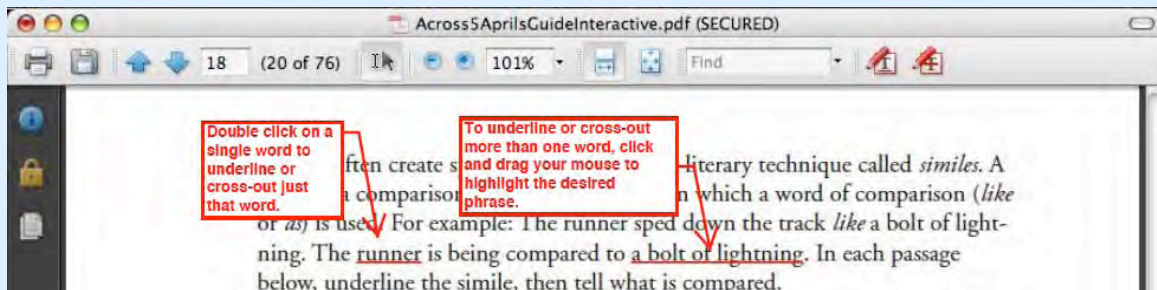 Across5AprilsGuideInteractive.pdf (SECURED)
18 (20 of 76) 101% Find
Double click on a
single word to
underline or
cross-out just
that word.
To underline or cross-out
more than one word, click
and drag your mouse to
highlight the desired
phrase.
ften create s literary technique called similes. A
comparison n which a word of comparison (like
or as) is used. For example: The runner sped down the track like a bolt of light-
ning. The runner is being compared to a bolt of lightning. In each passage
below, underline the simile, then tell what is compared.